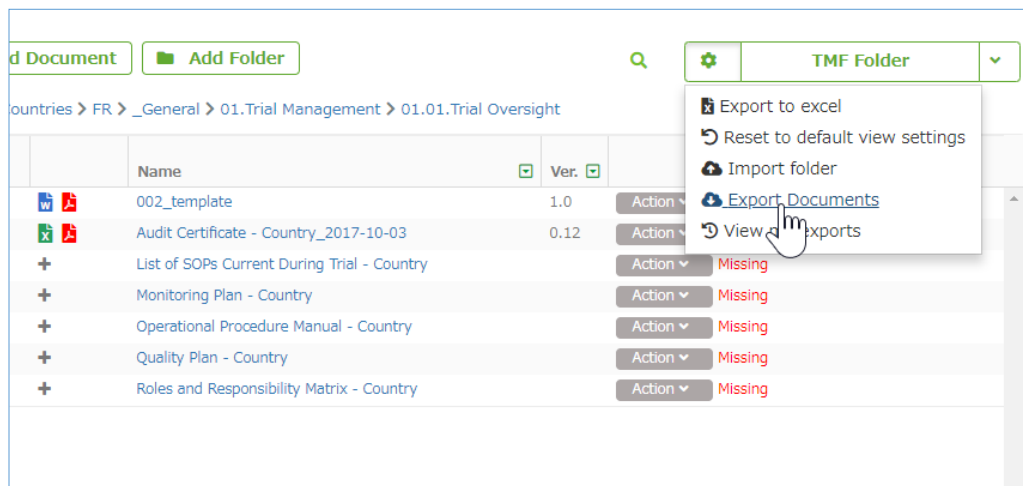 d Document
Add Folder
TMF Folder
Countries > FR > _General > 01.Trial Management > 01.01.Trial Oversight
Export to excel
Reset to default view settings
Import folder
Export Documents
View exports
Name
Ver.
002_template
1.0
Action
Audit Certificate - Country_2017-10-03
0.12
Action
List of SOPs Current During Trial - Country
Action
Missing
Monitoring Plan - Country
Action
Missing
Operational Procedure Manual - Country
Action
Missing
Quality Plan - Country
Action
Missing
Roles and Responsibility Matrix - Country
Action
Missing